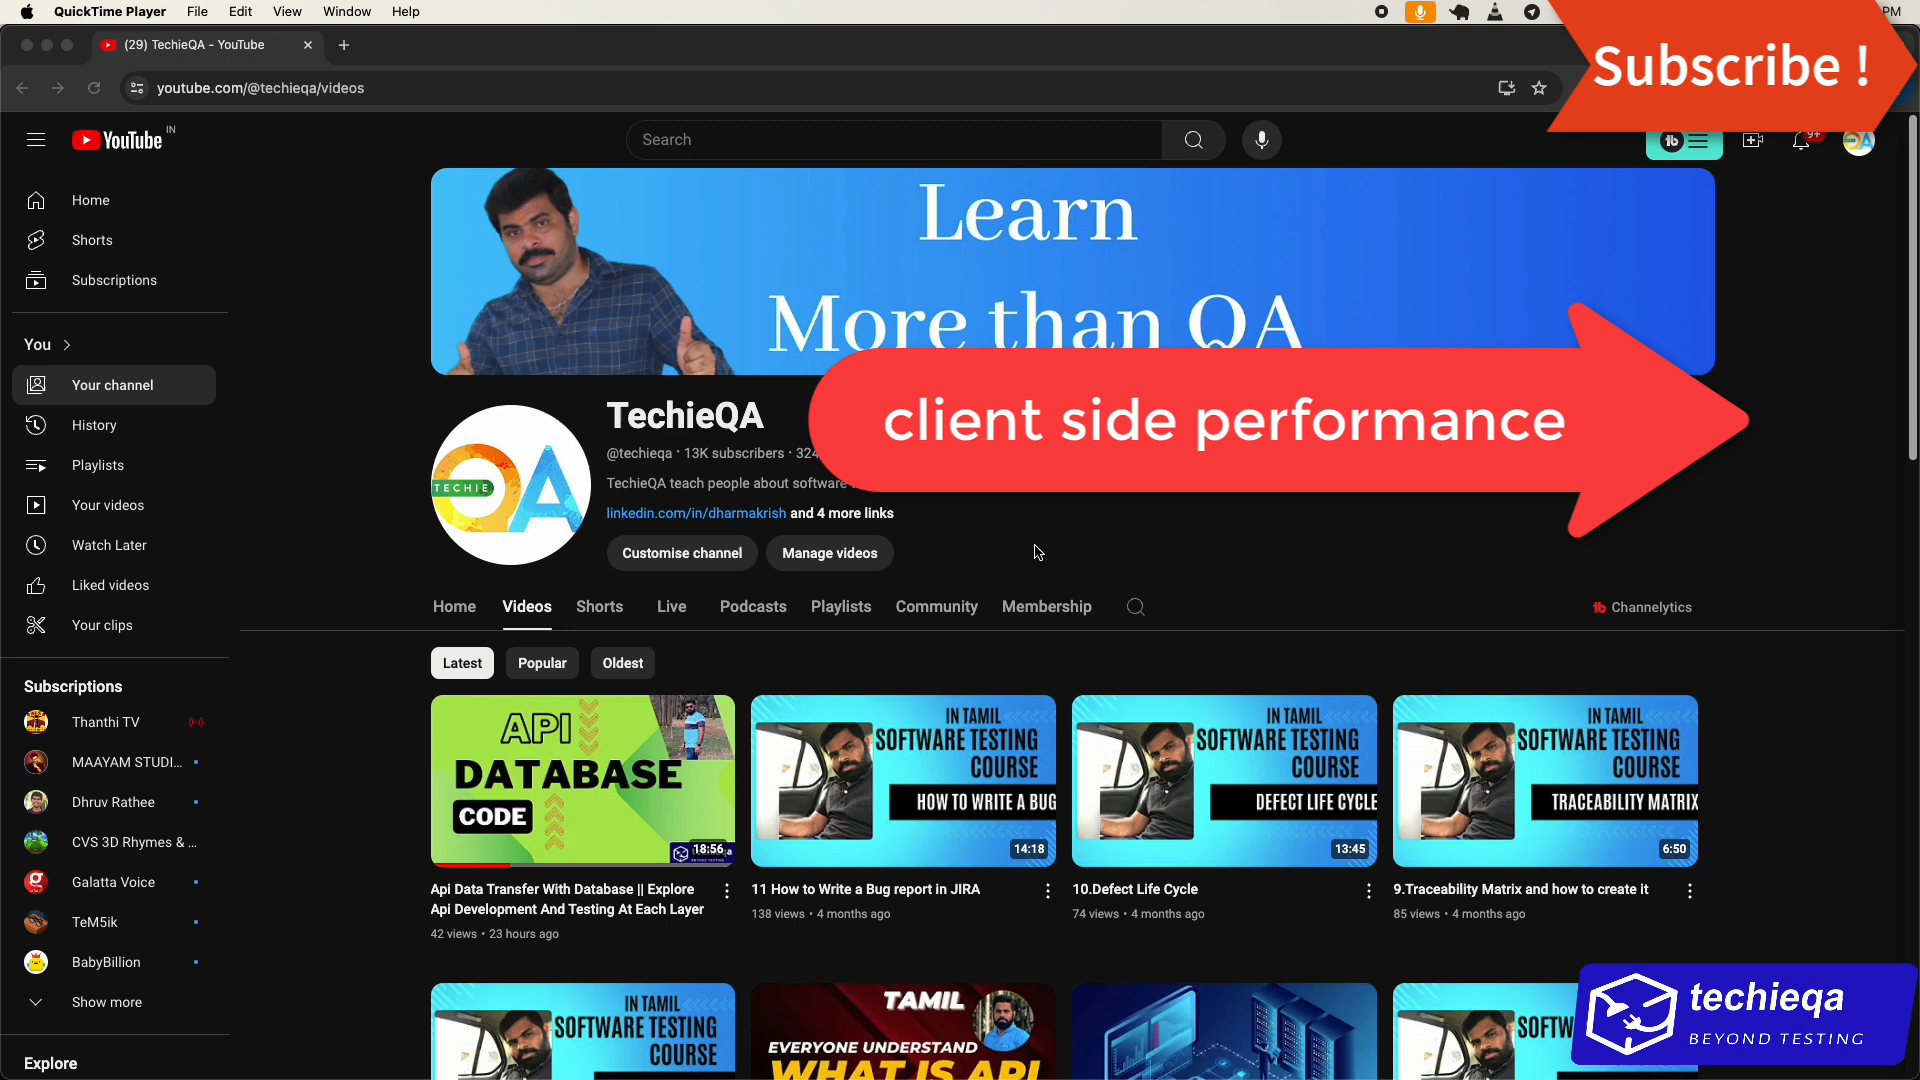 QuickTime Player File Edit View Window Help
PM
(29) TechieQA - YouTube
youtube.com/@techieqa/videos
Subscribe !
YouTube IN
Search
9+
Home
Shorts
Subscriptions
You
Your channel
History
Playlists
Your videos
Watch Later
Liked videos
Your clips
Subscriptions
Thanthi TV
MAAYAM STUDI...
Dhruv Rathee
CVS 3D Rhymes & ...
Galatta Voice
TeM5ik
BabyBillion
Show more
Explore
Learn
More than QA
client side performance
TECHIE QA
TechieQA
@techieqa · 13K subscribers · 324
TechieQA teach people about software
linkedin.com/in/dharmakrish and 4 more links
Customise channel Manage videos
Home Videos Shorts Live Podcasts Playlists Community Membership
Channelytics
Latest Popular Oldest
API
DATABASE
CODE
18:56
Api Data Transfer With Database || Explore
Api Development And Testing At Each Layer
42 views • 23 hours ago
IN TAMIL
SOFTWARE TESTING
COURSE
HOW TO WRITE A BUG
14:18
11 How to Write a Bug report in JIRA
138 views • 4 months ago
IN TAMIL
SOFTWARE TESTING
COURSE
DEFECT LIFE CYCLE
13:45
10.Defect Life Cycle
74 views • 4 months ago
IN TAMIL
SOFTWARE TESTING
COURSE
TRACEABILITY MATRIX
6:50
9.Traceability Matrix and how to create it
85 views • 4 months ago
IN TAMIL
SOFTWARE TESTING
COURSE
TAMIL
EVERYONE UNDERSTAND
WHAT IS API
SOFTW
techieqa
BEYOND TESTING